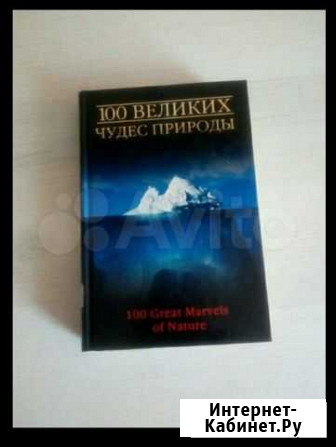 100 ВЕЛИКИХ
ЧУДЕС ПРИРОДЫ
Avito
100 Great Marvels
of Nature
Интернет-
Кабинет.Ру